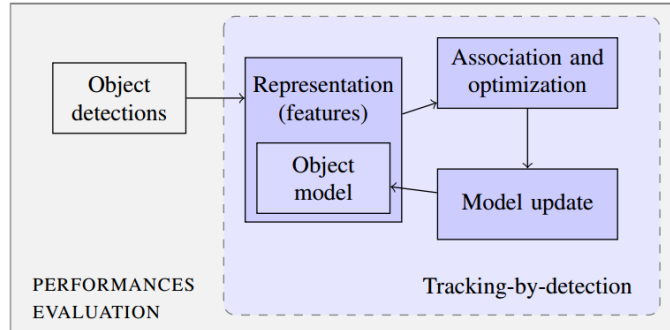 Object
detections
Representation
(features)
Object
model
Association and
optimization
Model update
Tracking-by-detection
PERFORMANCES
EVALUATION